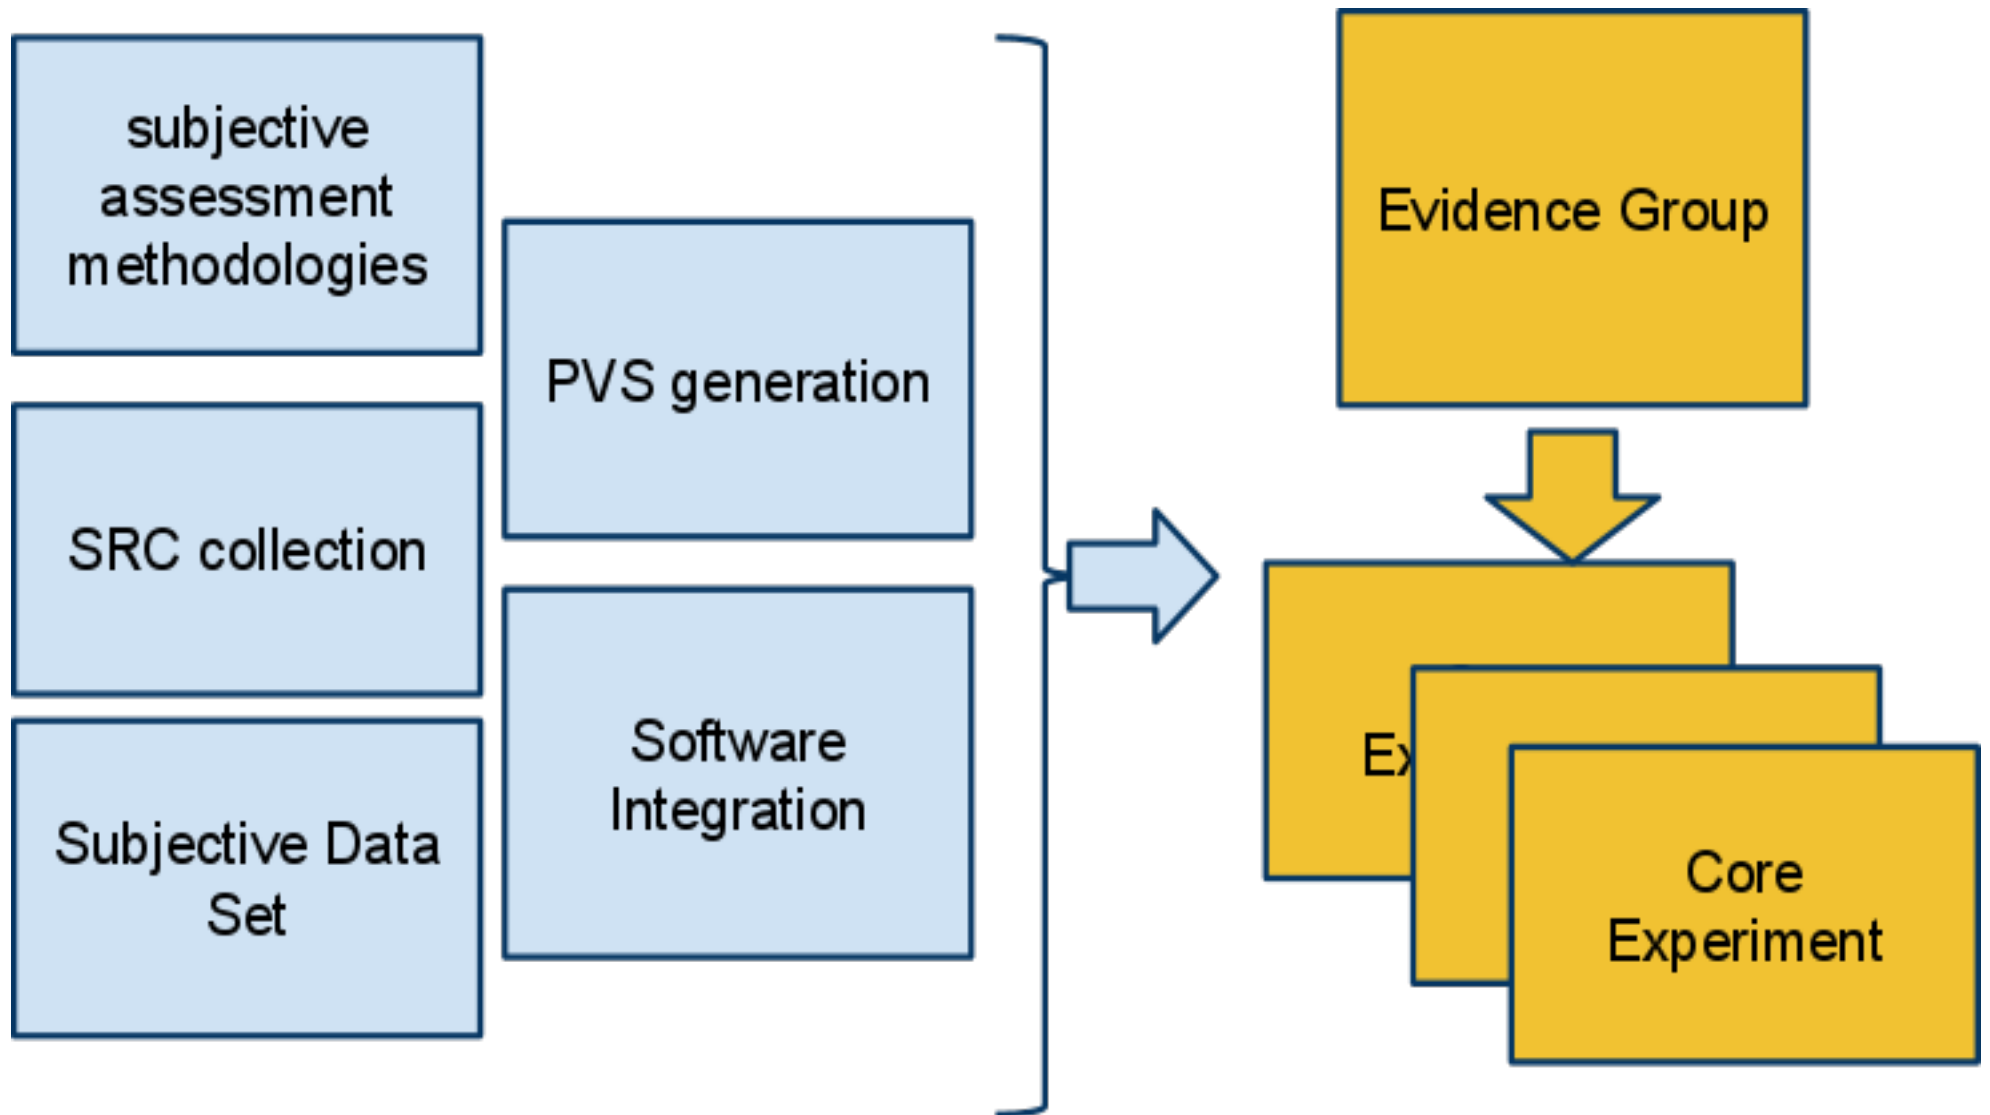 subjective
assessment
methodologies
PVS generation
SRC collection
Software
Integration
Subjective Data
Set
Evidence Group
Core
Experiment